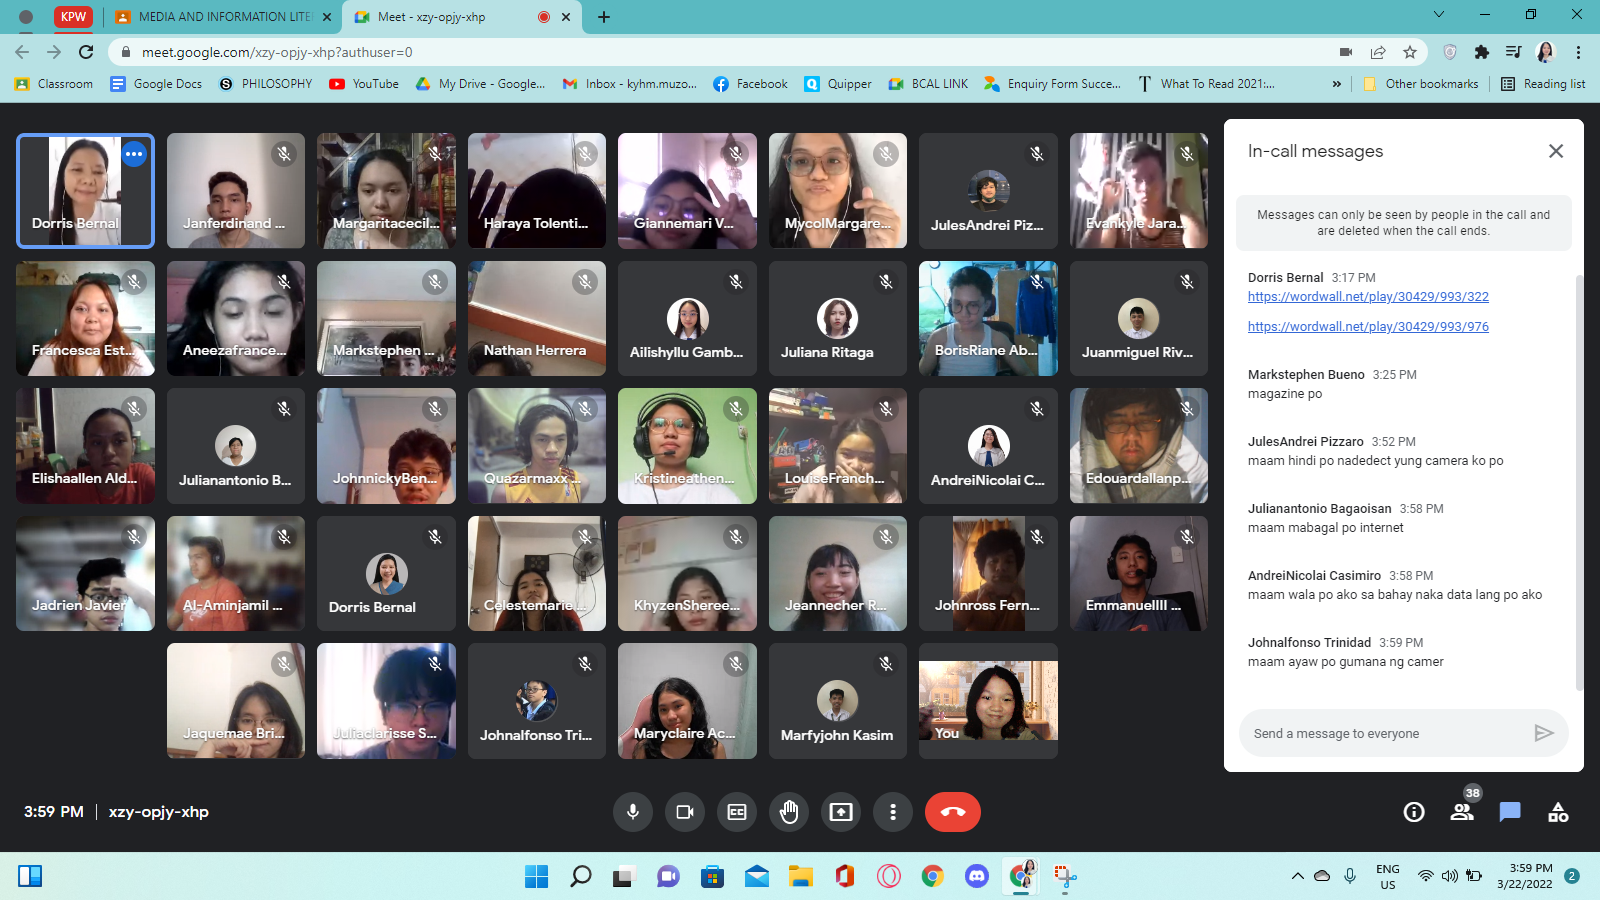 KPW
MEDIA AND INFORMATION LITE
Meet - xzy-opjy-xhp
meet.google.com/xzy-opjy-xhp?authuser=0
Classroom
Google Docs
PHILOSOPHY
YouTube
My Drive - Google...
Inbox - kyhm.muzo...
Facebook
Quipper
BCAL LINK
Enquiry Form Succe...
What To Read 2021:...
Other bookmarks
Reading list
Dorris Bernal
Janferdinand ...
Margaritacecil...
Haraya Tolenti...
Giannemari V...
MycolMargare...
JulesAndrei Piz...
Evankyle Jara...
Francesca Est...
Aneezafrance...
Markstephen ...
Nathan Herrera
Ailishyllu Gamb...
Juliana Ritaga
BorisRiane Ab...
Juanmiguel Riv...
Elishaallen Ald...
Julianantonio B...
JohnnickyBen...
Quazarmaxx ...
Kristineathen...
LouiseFranch...
AndreiNicolai C...
Edouardallanp...
Jadrien Javier
Al-Aminjamil ...
Dorris Bernal
Celestemarie ...
KhyzenSheree...
Jeannecher R...
Johnross Fern...
EmmanuelIII ...
Jaquemae Bri...
Juliaclarisse S...
Johnalfonso Tri...
Maryclaire Ac...
Marfyjohn Kasim
You
In-call messages
Messages can only be seen by people in the call and
are deleted when the call ends.
Dorris Bernal 3:17 PM
https://wordwall.net/play/30429/993/322
https://wordwall.net/play/30429/993/976
Markstephen Bueno 3:25 PM
magazine po
JulesAndrei Pizzaro 3:52 PM
maam hindi po nadedect yung camera ko po
Julianantonio Bagaoisan 3:58 PM
maam mabagal po internet
AndreiNicolai Casimiro 3:58 PM
maam wala po ako sa bahay naka data lang po ako
Johnalfonso Trinidad 3:59 PM
maam ayaw po gumana ng camer
Send a message to everyone
3:59 PM | xzy-opjy-xhp
38
ENG
US
3:59 PM
3/22/2022
2